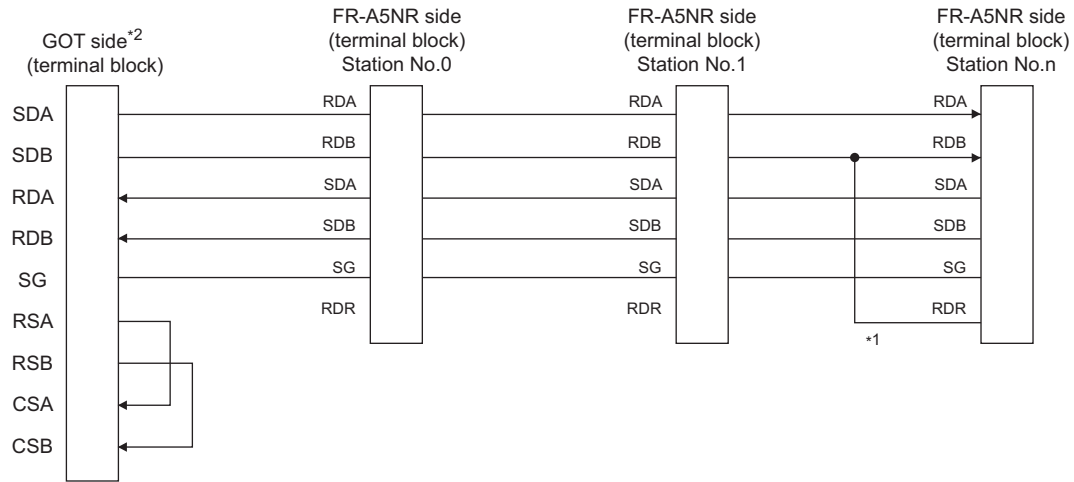 GOT side*2
(terminal block)
FR-A5NR side
(terminal block)
Station No.0
FR-A5NR side
(terminal block)
Station No.1
FR-A5NR side
(terminal block)
Station No.n
SDA
SDB
RDA
RDB
SG
RSA
RSB
CSA
CSB
RDA
RDB
SDA
SDB
SG
RDR
RDA
RDB
SDA
SDB
SG
RDR
RDA
RDB
SDA
SDB
SG
RDR
*1